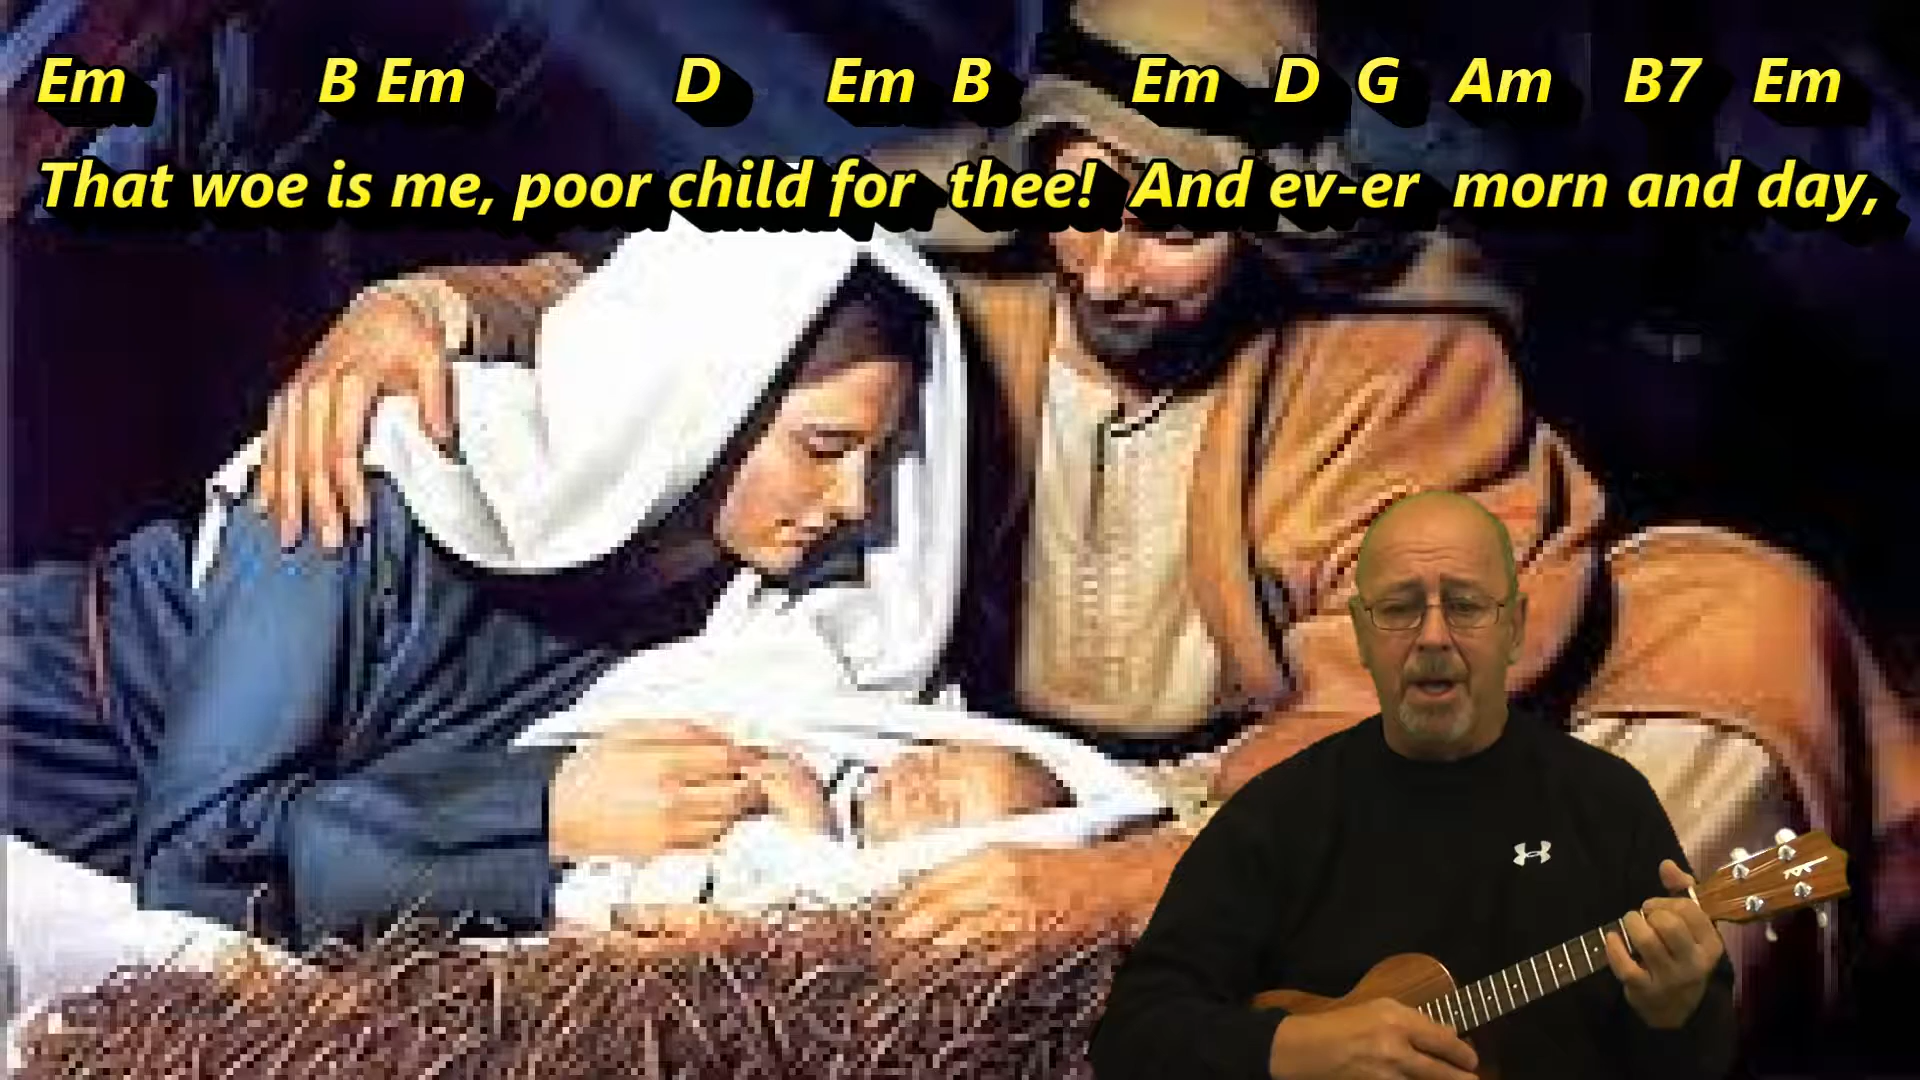 Em B Em D Em B Em D G Am B7 Em
That woe is me, poor child for thee! And ev-er morn and day,